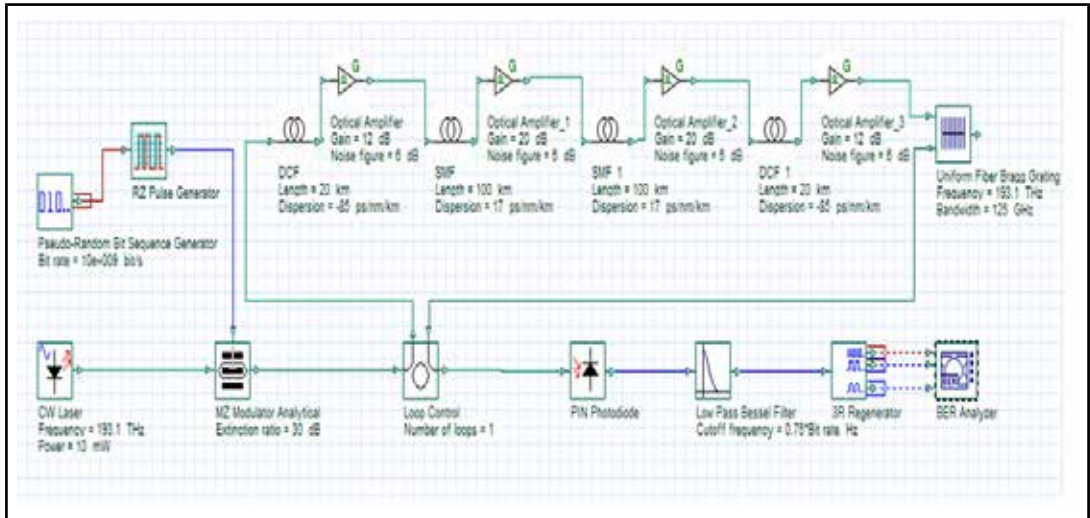 G
G
G
G
Optical Amplifier
Gain = 12 dB
Noise figure = 6 dB
Optical Amplifier_1
Gain = 20 dB
Noise figure = 6 dB
Optical Amplifier_2
Gain = 20 dB
Noise figure = 6 dB
Optical Amplifier_3
Gain = 12 dB
Noise figure = 6 dB
DCF
Length = 20 km
Dispersion = -85 ps/nm/km
SMF
Length = 100 km
Dispersion = 17 ps/nm/km
SMF 1
Length = 100 km
Dispersion = 17 ps/nm/km
DCF 1
Length = 20 km
Dispersion = -85 ps/nm/km
Uniform Fiber Bragg Grating
Frequency = 193.1 THz
Bandwidth = 125 GHz
RZ Pulse Generator
010...
Pseudo-Random Bit Sequence Generator
Bit rate = 10e+009 bit/s
CW Laser
Frequency = 193.1 THz
Power = 10 mW
MZ Modulator Analytical
Extinction ratio = 30 dB
Loop Control
Number of loops = 1
PIN Photodiode
Low Pass Bessel Filter
Cutoff frequency = 0.75*Bit rate Hz
3R Regenerator
BER Analyzer